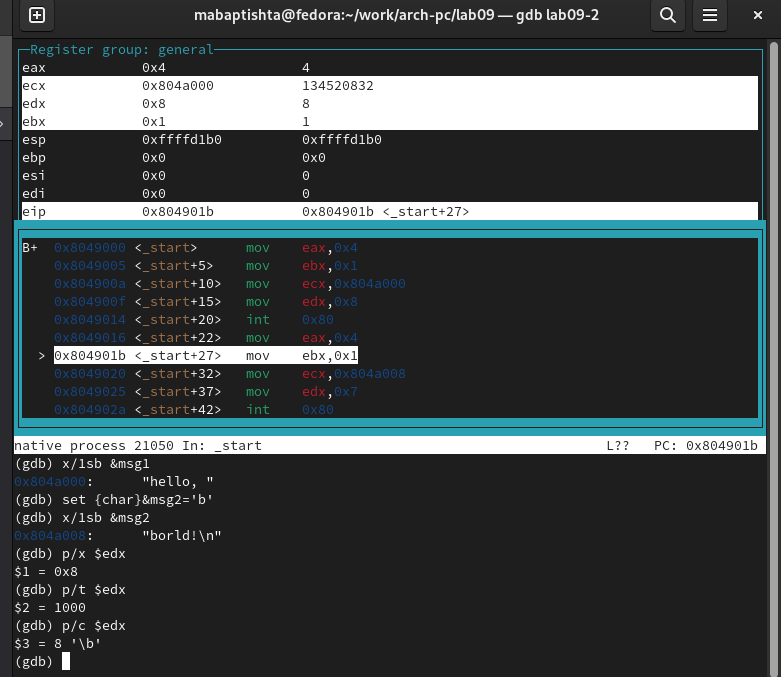 mabaptishta@fedora:~/work/arch-pc/lab09 — gdb lab09-2
Register group: general
eax 0x4 4
ecx 0x804a000 134520832
edx 0x8 8
ebx 0x1 1
esp 0xffffd1b0 0xffffd1b0
ebp 0x0 0x0
esi 0x0 0
edi 0x0 0
eip 0x804901b 0x804901b <_start+27>
B+ 0x8049000 <_start> mov eax,0x4
0x8049005 <_start+5> mov ebx,0x1
0x804900a <_start+10> mov ecx,0x804a000
0x804900f <_start+15> mov edx,0x8
0x8049014 <_start+20> int 0x80
0x8049016 <_start+22> mov eax,0x4
> 0x804901b <_start+27> mov ebx,0x1
0x8049020 <_start+32> mov ecx,0x804a008
0x8049025 <_start+37> mov edx,0x7
0x804902a <_start+42> int 0x80
native process 21050 In: _start L?? PC: 0x804901b
(gdb) x/1sb &msg1
0x804a000: "hello, "
(gdb) set {char}&msg2='b'
(gdb) x/1sb &msg2
0x804a008: "borld!\n"
(gdb) p/x $edx
$1 = 0x8
(gdb) p/t $edx
$2 = 1000
(gdb) p/c $edx
$3 = 8 '\b'
(gdb)